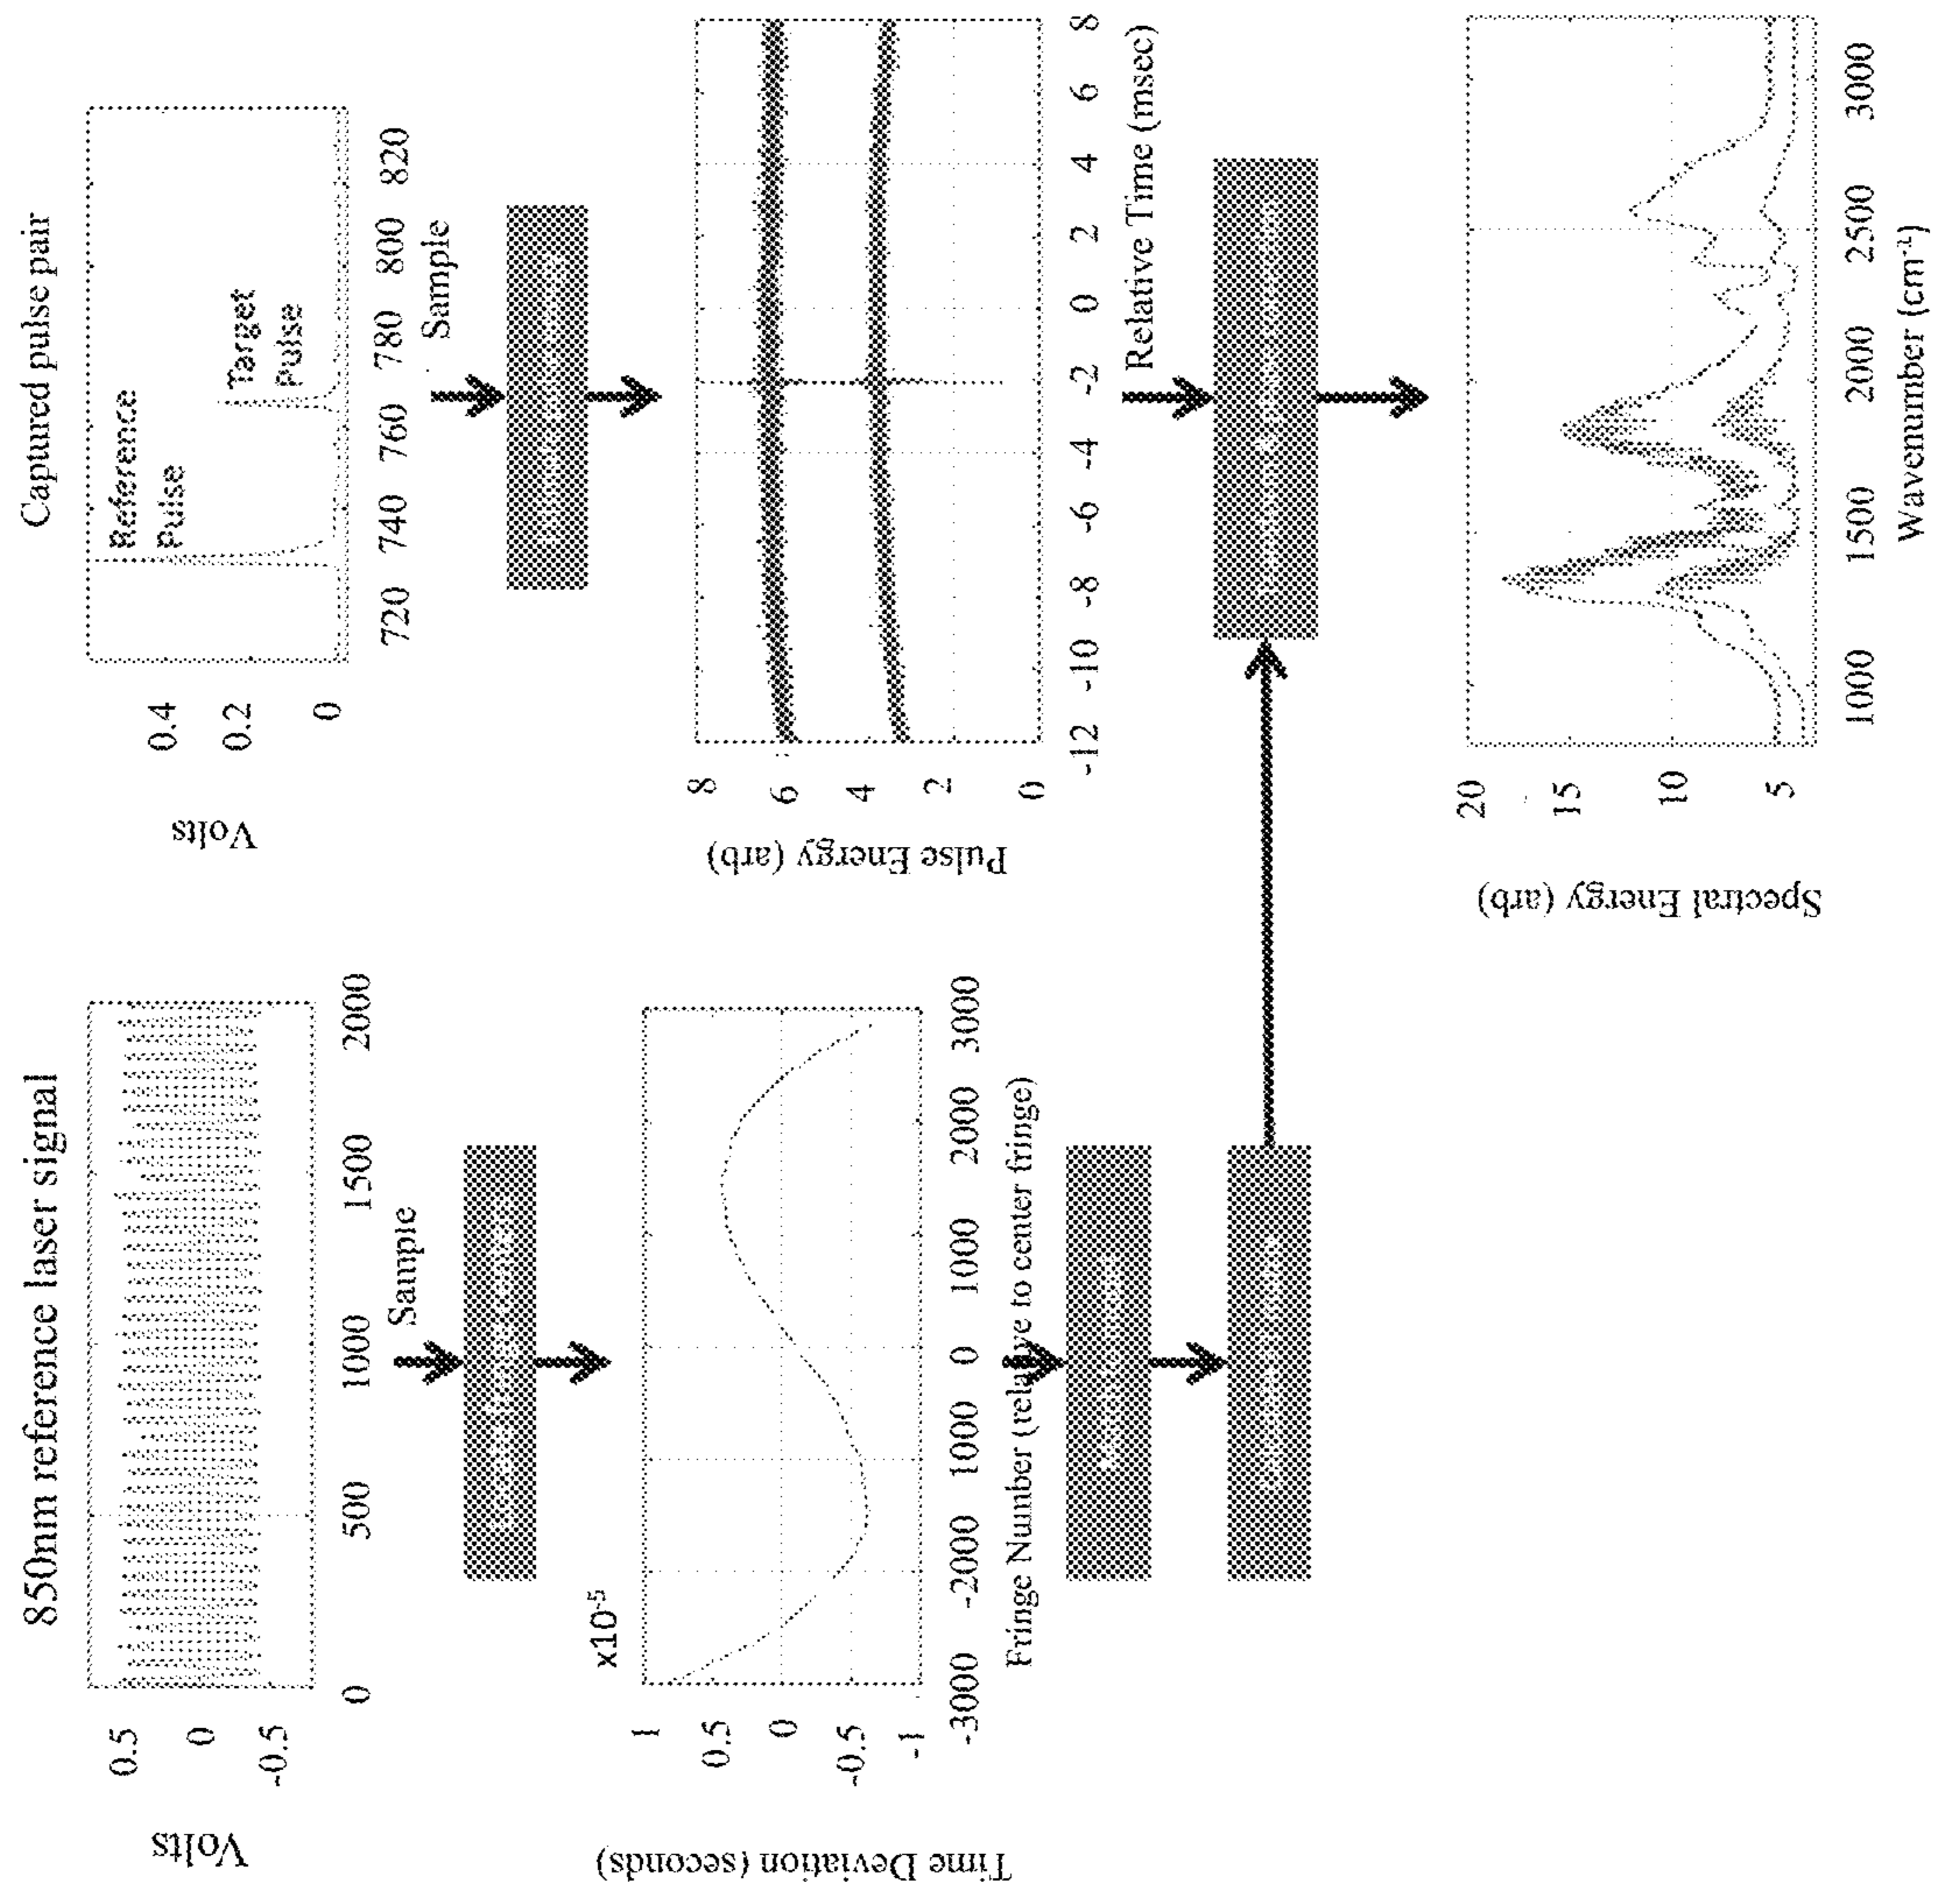 850nm reference laser signal
Volts
0.5
0
-0.5
0 500 1000 1500 2000
Sample
x10-5
Time Deviation (seconds)
1
0.5
0
-0.5
-1
-3000 -2000 1000 0 1000 2000 3000
Fringe Number (relative to center fringe)
Captured pulse pair
Volts
0.4
0.2
0
Reference
Pulse
Target
Pulse
720 740 760 780 800 820
Sample
Pulse Energy (arb)
8
6
4
2
0
-12 -10 -8 -6 -4 -2 0 2 4 6 8
Relative Time (msec)
Spectral Energy (arb)
20
15
10
5
1000 1500 2000 2500 3000
Wavenumber (cm-1)